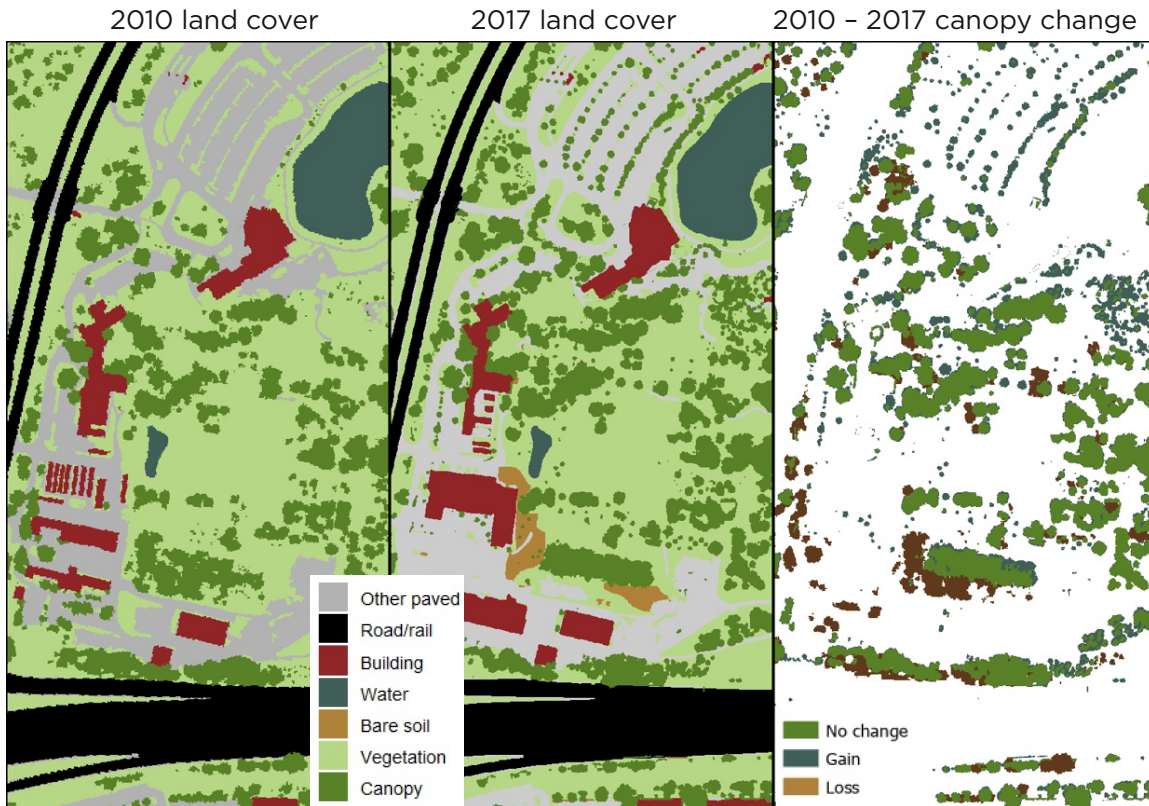 2010 land cover
2017 land cover
2010 – 2017 canopy change
Other paved
Road/rail
Building
Water
Bare soil
Vegetation
Canopy
No change
Gain
Loss